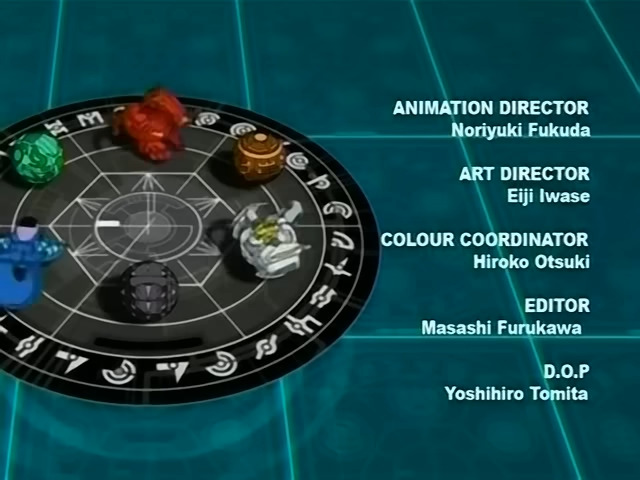 ANIMATION DIRECTOR
Noriyuki Fukuda
ART DIRECTOR
Eiji Iwase
COLOUR COORDINATOR
Hiroko Otsuki
EDITOR
Masashi Furukawa
D.O.P
Yoshihiro Tomita